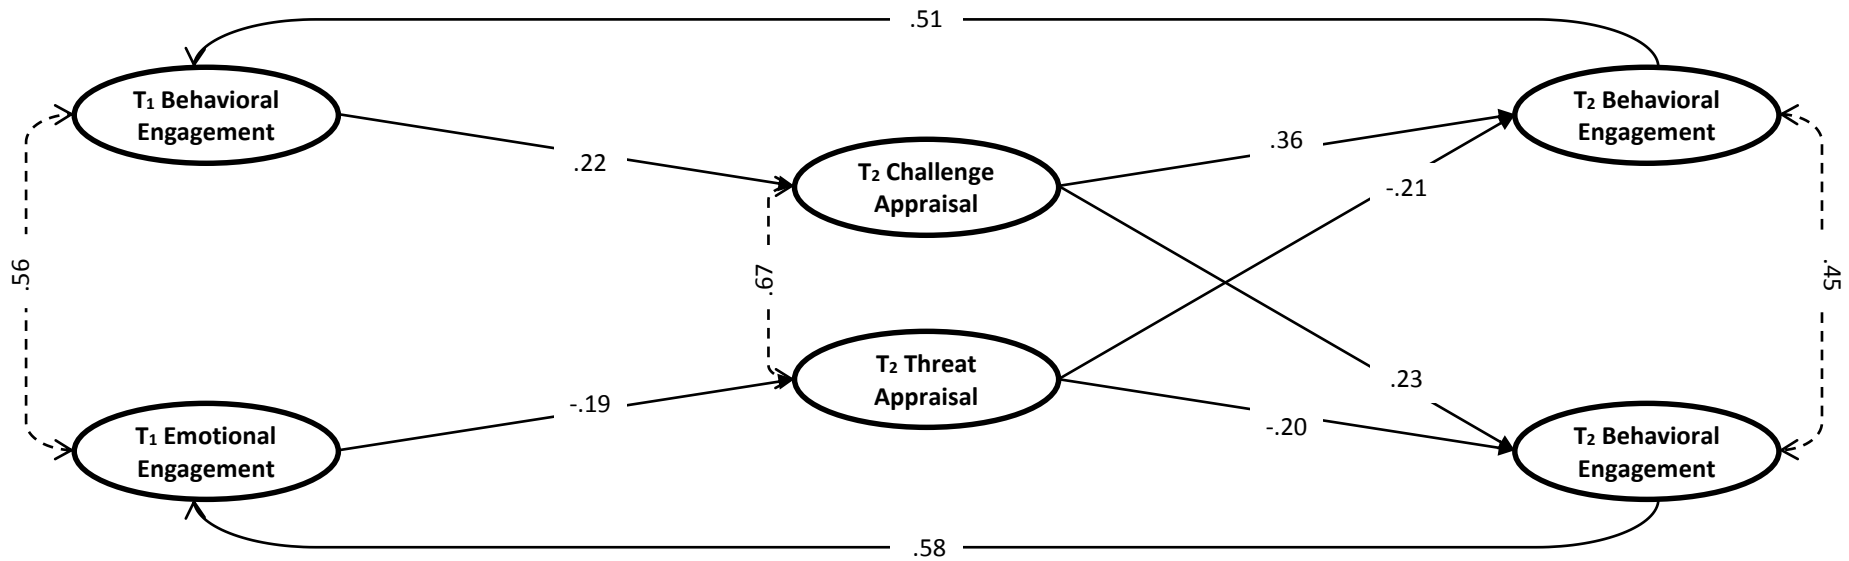 .51
T₁ Behavioral
Engagement
T₂ Behavioral
Engagement
.36
.22
T₂ Challenge
Appraisal
-.21
.56
.67
.45
T₂ Threat
Appraisal
.23
-.19
-.20
T₁ Emotional
Engagement
T₂ Behavioral
Engagement
.58